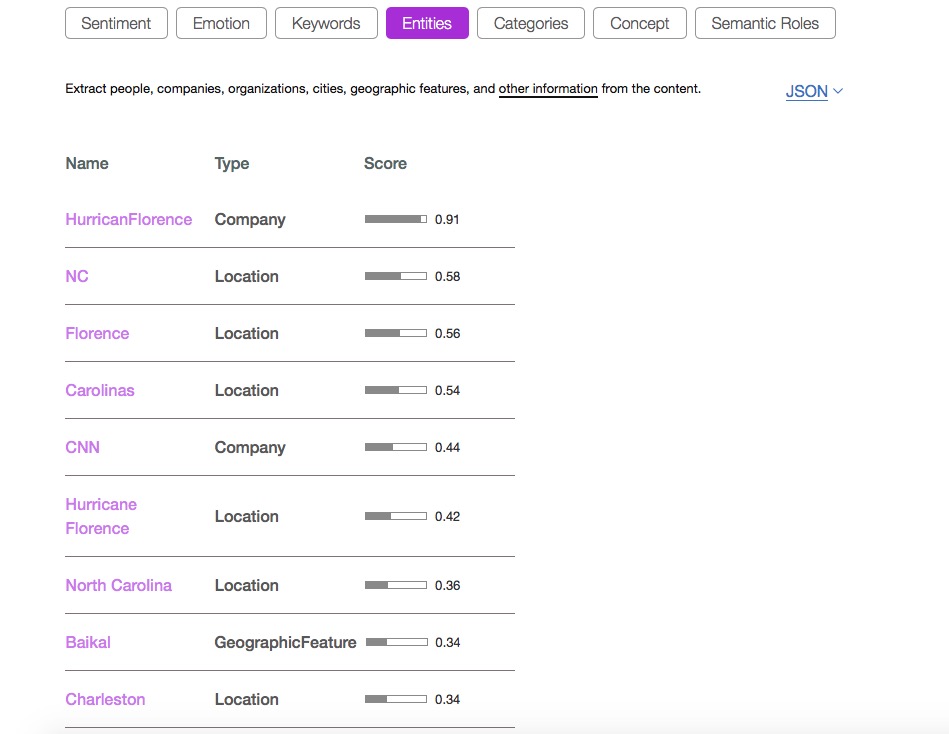 Sentiment Emotion Keywords Entities Categories Concept Semantic Roles
Extract people, companies, organizations, cities, geographic features, and other information from the content.
JSON
Name Type Score
HurricanFlorence Company 0.91
NC Location 0.58
Florence Location 0.56
Carolinas Location 0.54
CNN Company 0.44
Hurricane
Florence Location 0.42
North Carolina Location 0.36
Baikal GeographicFeature 0.34
Charleston Location 0.34